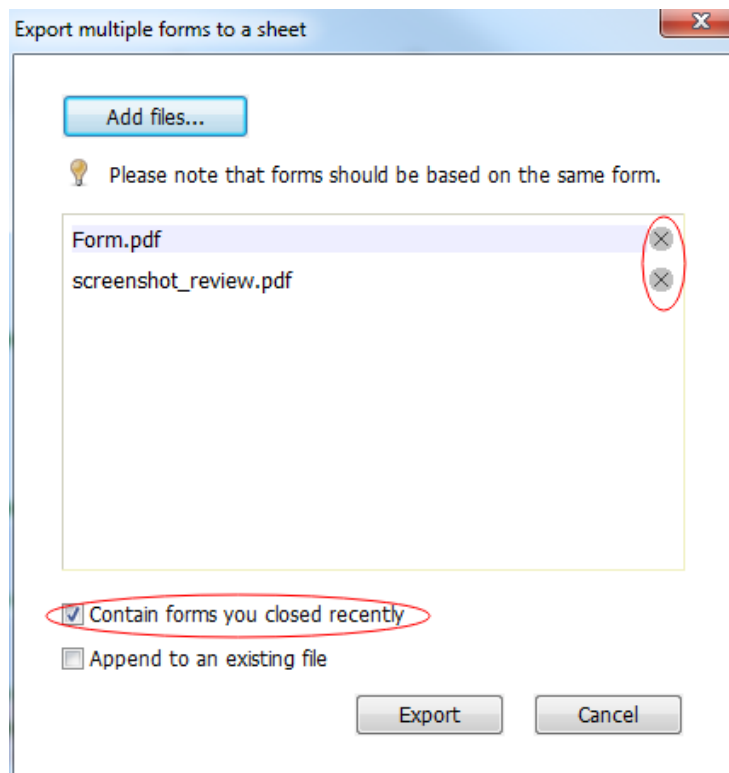 Export multiple forms to a sheet
Add files...
Please note that forms should be based on the same form.
Form.pdf
screenshot_review.pdf
Contain forms you closed recently
Append to an existing file
Export Cancel